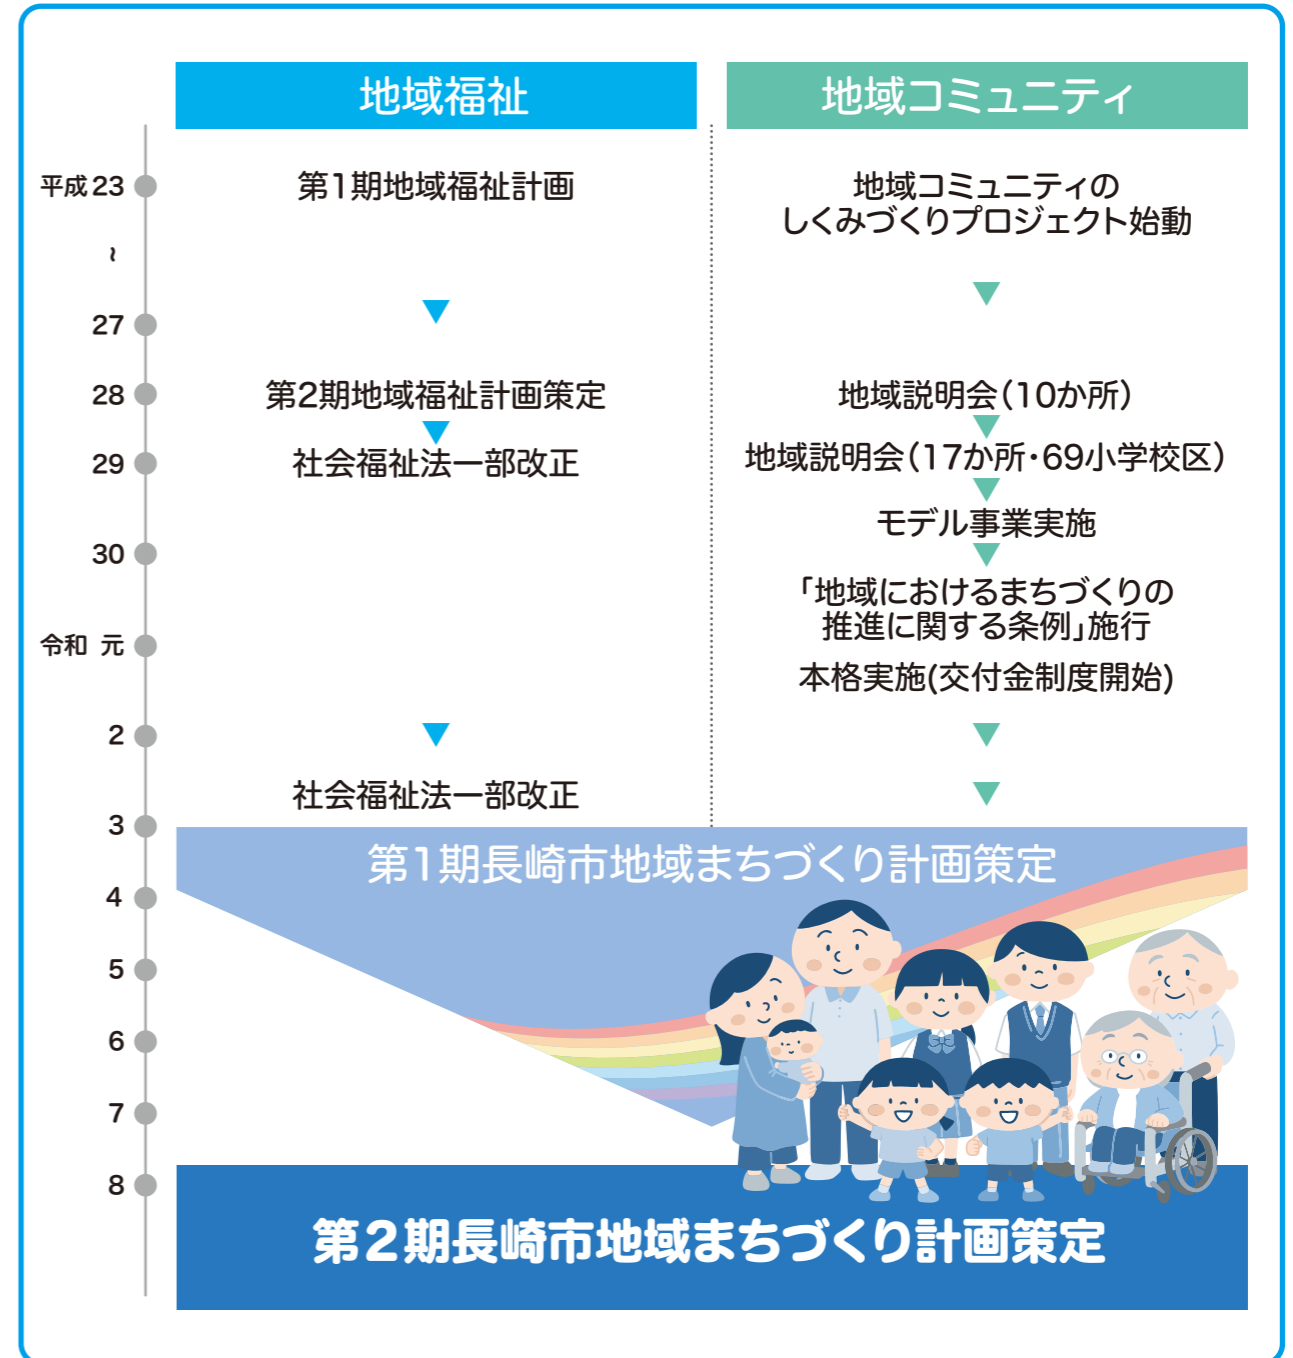 地域福祉
地域コミュニティ
平成 23
第1期地域福祉計画
地域コミュニティの
しくみづくりプロジェクト始動
~
▼
▼
27
28
第2期地域福祉計画策定
地域説明会(10か所)
▼
▼
29
社会福祉法一部改正
地域説明会(17か所・69小学校区)
▼
モデル事業実施
30
▼
「地域におけるまちづくりの
推進に関する条例」施行
令和 元
本格実施(交付金制度開始)
2
▼
▼
社会福祉法一部改正
▼
3
第1期長崎市地域まちづくり計画策定
4
5
6
7
8
第2期長崎市地域まちづくり計画策定